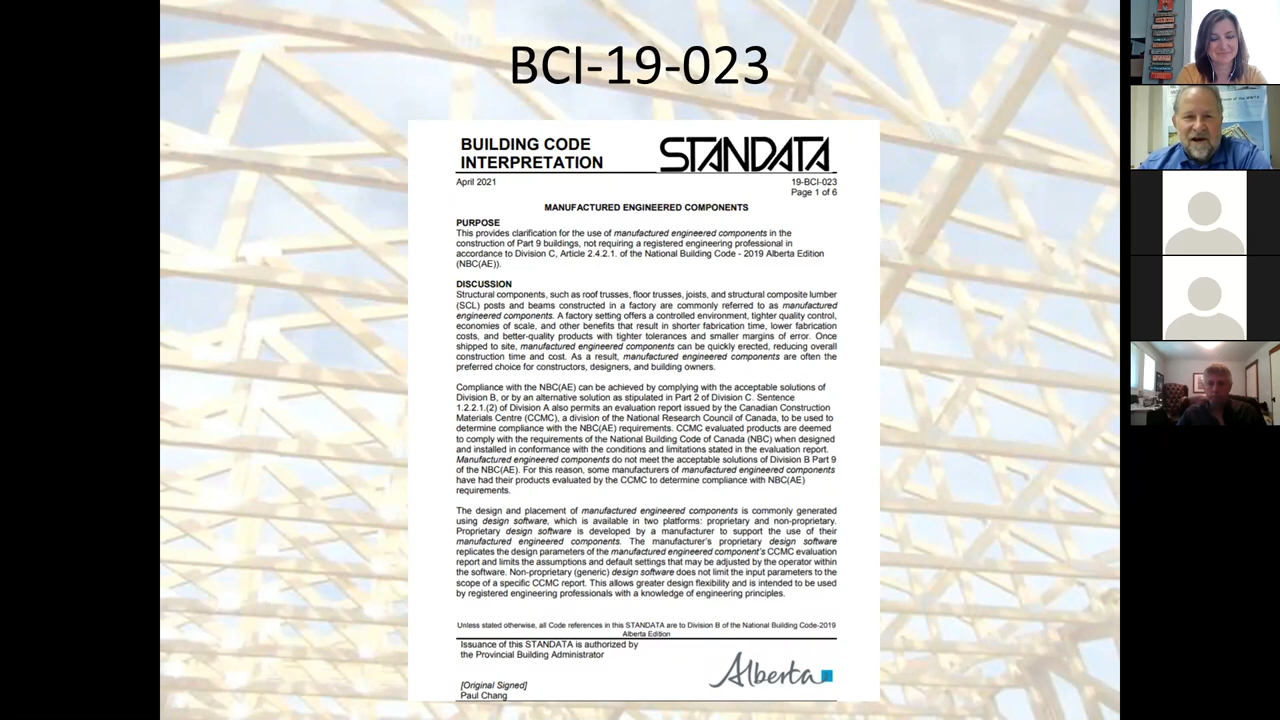 BCI-19-023
BUILDING CODE
INTERPRETATION
STANDATA
April 2021
19-BCI-023
Page 1 of 6
MANUFACTURED ENGINEERED COMPONENTS
PURPOSE
This provides clarification for the use of manufactured engineered components in the
construction of Part 9 buildings, not requiring a registered engineering professional in
accordance to Division C, Article 2.4.2.1. of the National Building Code - 2019 Alberta Edition
(NBC(AE)).
DISCUSSION
Structural components, such as roof trusses, floor trusses, joists, and structural composite lumber
(SCL) posts and beams constructed in a factory are commonly referred to as manufactured
engineered components. A factory setting offers a controlled environment, tighter quality control,
economies of scale, and other benefits that result in shorter fabrication time, lower fabrication
costs, and better-quality products with tighter tolerances and smaller margins of error. Once
shipped to site, manufactured engineered components can be quickly erected, reducing overall
construction time and cost. As a result, manufactured engineered components are often the
preferred choice for constructors, designers, and building owners.
Compliance with the NBC(AE) can be achieved by complying with the acceptable solutions of
Division B, or by an alternative solution as stipulated in Part 2 of Division C. Sentence
1.2.2.1.(2) of Division A also permits an evaluation report issued by the Canadian Construction
Materials Centre (CCMC), a division of the National Research Council of Canada, to be used to
determine compliance with the NBC(AE) requirements. CCMC evaluated products are deemed
to comply with the requirements of the National Building Code of Canada (NBC) when designed
and installed in conformance with the conditions and limitations stated in the evaluation report.
Manufactured engineered components do not meet the acceptable solutions of Division B Part 9
of the NBC(AE). For this reason, some manufacturers of manufactured engineered components
have had their products evaluated by the CCMC to determine compliance with NBC(AE)
requirements.
The design and placement of manufactured engineered components is commonly generated
using design software, which is available in two platforms: proprietary and non-proprietary.
Proprietary design software is developed by a manufacturer to support the use of their
manufactured engineered components. The manufacturer's proprietary design software
replicates the design parameters of the manufactured engineered component's CCMC evaluation
report and limits the assumptions and default settings that may be adjusted by the operator within
the software. Non-proprietary (generic) design software does not limit the input parameters to the
scope of a specific CCMC report. This allows greater design flexibility and is intended to be used
by registered engineering professionals with a knowledge of engineering principles.
Unless stated otherwise, all Code references in this STANDATA are to Division B of the National Building Code-2019
Alberta Edition
Issuance of this STANDATA is authorized by
the Provincial Building Administrator
Alberta
[Original Signed]
Paul Chang